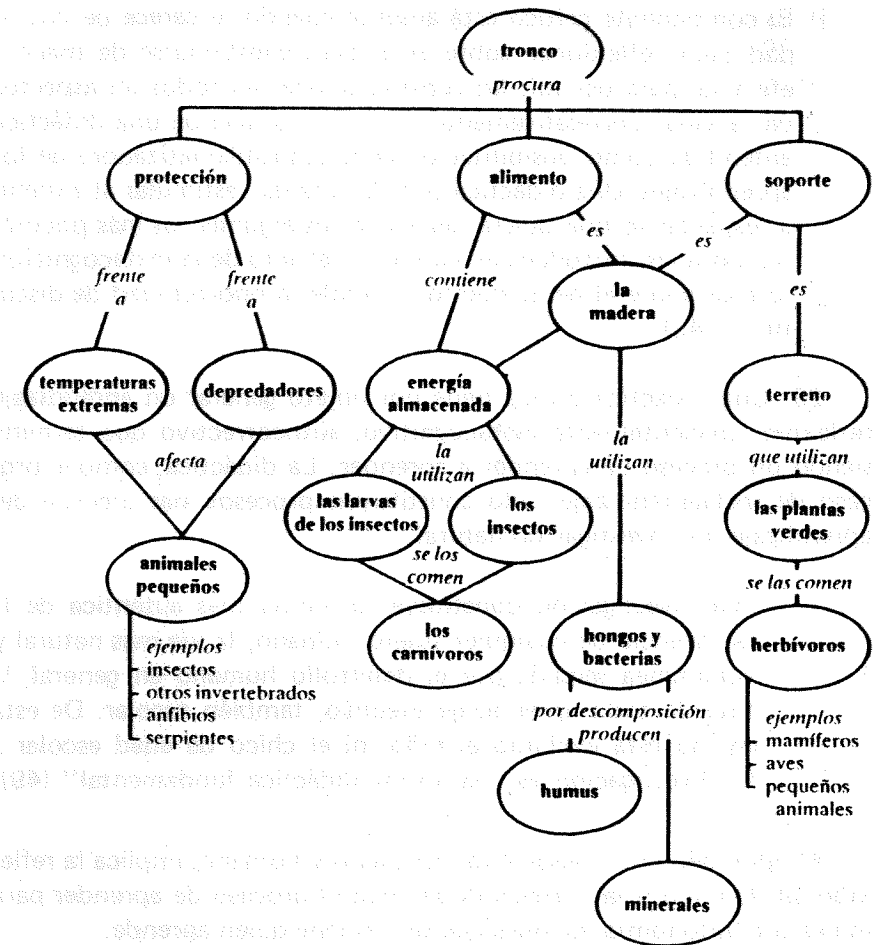 tronco
procura
protección
alimento
soporte
es
es
frente
a
frente
a
contiene
la
madera
es
temperaturas
extremas
depredadores
energía
almacenada
terreno
afecta
la
utilizan
la
utilizan
que utilizan
las larvas
de los insectos
los
insectos
las plantas
verdes
se los
comen
se las comen
animales
pequeños
los
carnívoros
hongos y
bacterias
herbívoros
ejemplos
insectos
otros invertebrados
anfibios
serpientes
por descomposición
producen
ejemplos
mamíferos
aves
pequeños
animales
humus
minerales